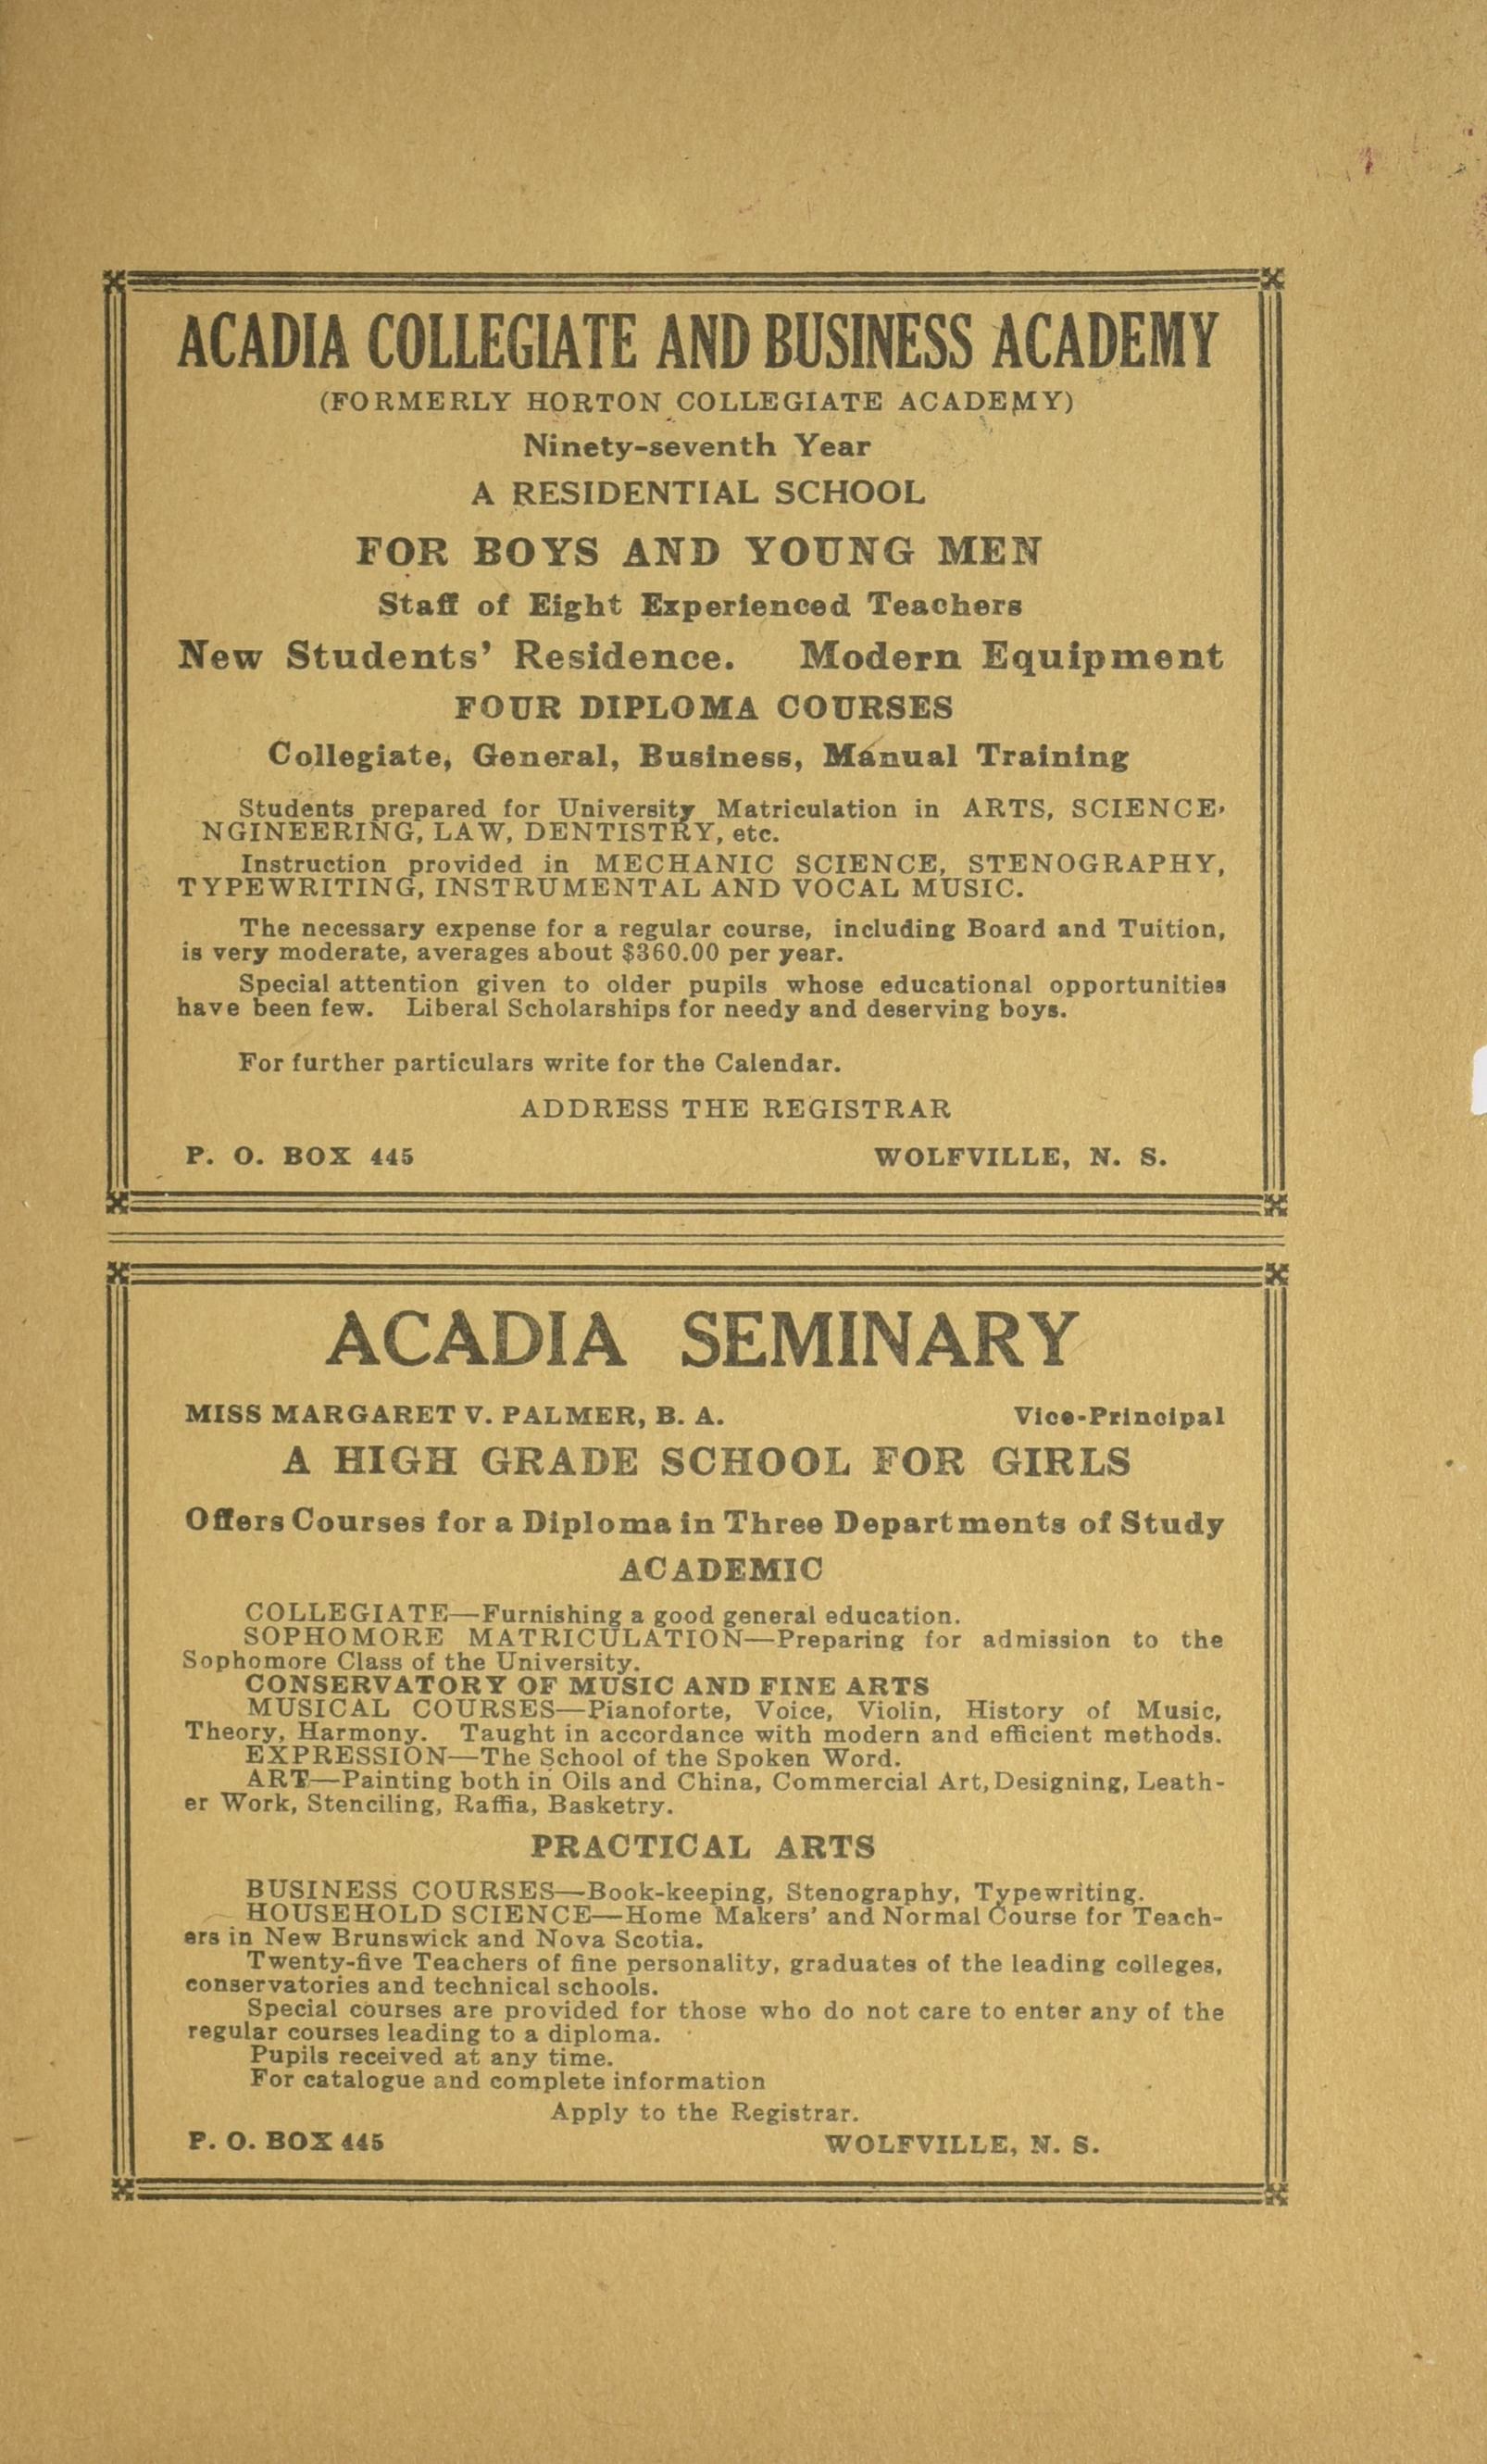 ACADIA COLLEGIATE AND BUSINESS ACADEMY
(FORMERLY HORTON COLLEGIATE ACADEMY)
Ninety-seventh Year
A RESIDENTIAL SCHOOL
FOR BOYS AND YOUNG MEN
Staff of Eight Experienced Teachers
New Students' Residence. Modern Equipment
FOUR DIPLOMA COURSES
Collegiate, General, Business, Manual Training
Students prepared for University Matriculation in ARTS, SCIENCE,
NGINEERING, LAW, DENTISTRY, etc.
Instruction provided in MECHANIC SCIENCE, STENOGRAPHY,
TYPEWRITING, INSTRUMENTAL AND VOCAL MUSIC.
The necessary expense for a regular course, including Board and Tuition,
is very moderate, averages about $360.00 per year.
Special attention given to older pupils whose educational opportunities
have been few. Liberal Scholarships for needy and deserving boys.
For further particulars write for the Calendar.
ADDRESS THE REGISTRAR
P. O. BOX 445 WOLFVILLE, N. S.
ACADIA SEMINARY
MISS MARGARET V. PALMER, B. A. Vice-Principal
A HIGH GRADE SCHOOL FOR GIRLS
Offers Courses for a Diploma in Three Departments of Study
ACADEMIC
COLLEGIATE—Furnishing a good general education.
SOPHOMORE MATRICULATION—Preparing for admission to the
Sophomore Class of the University.
CONSERVATORY OF MUSIC AND FINE ARTS
MUSICAL COURSES—Pianoforte, Voice, Violin, History of Music,
Theory, Harmony. Taught in accordance with modern and efficient methods.
EXPRESSION—The School of the Spoken Word.
ART—Painting both in Oils and China, Commercial Art, Designing, Leath-
er Work, Stenciling, Raffia, Basketry.
PRACTICAL ARTS
BUSINESS COURSES—Book-keeping, Stenography, Typewriting.
HOUSEHOLD SCIENCE—Home Makers' and Normal Course for Teach-
ers in New Brunswick and Nova Scotia.
Twenty-five Teachers of fine personality, graduates of the leading colleges,
conservatories and technical schools.
Special courses are provided for those who do not care to enter any of the
regular courses leading to a diploma.
Pupils received at any time.
For catalogue and complete information
Apply to the Registrar.
P. O. BOX 445 WOLFVILLE, N. S.